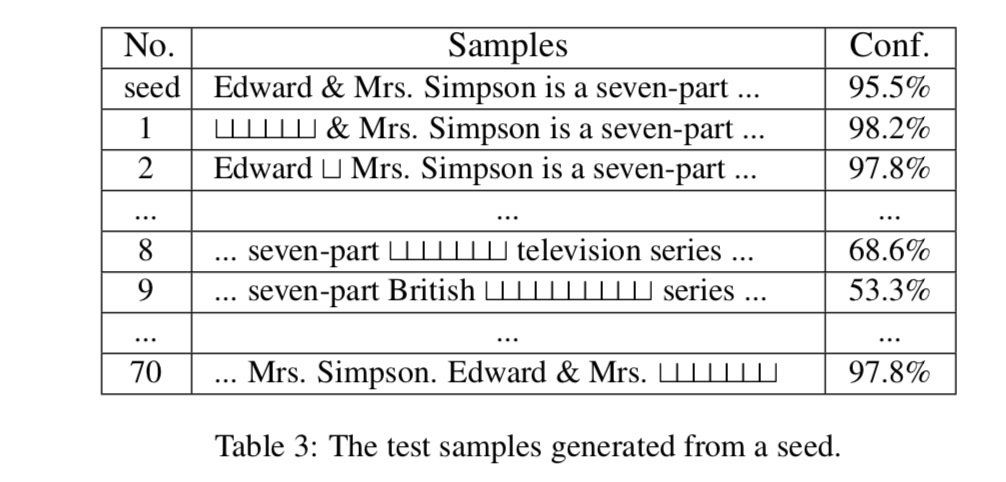 No. Samples Conf.
seed Edward & Mrs. Simpson is a seven-part ... 95.5%
1 ␣␣␣␣␣␣ & Mrs. Simpson is a seven-part ... 98.2%
2 Edward ␣ Mrs. Simpson is a seven-part ... 97.8%
... ... ...
8 ... seven-part ␣␣␣␣␣␣␣ television series ... 68.6%
9 ... seven-part British ␣␣␣␣␣␣␣␣␣␣ series ... 53.3%
... ... ...
70 ... Mrs. Simpson. Edward & Mrs. ␣␣␣␣␣␣␣ 97.8%
Table 3: The test samples generated from a seed.